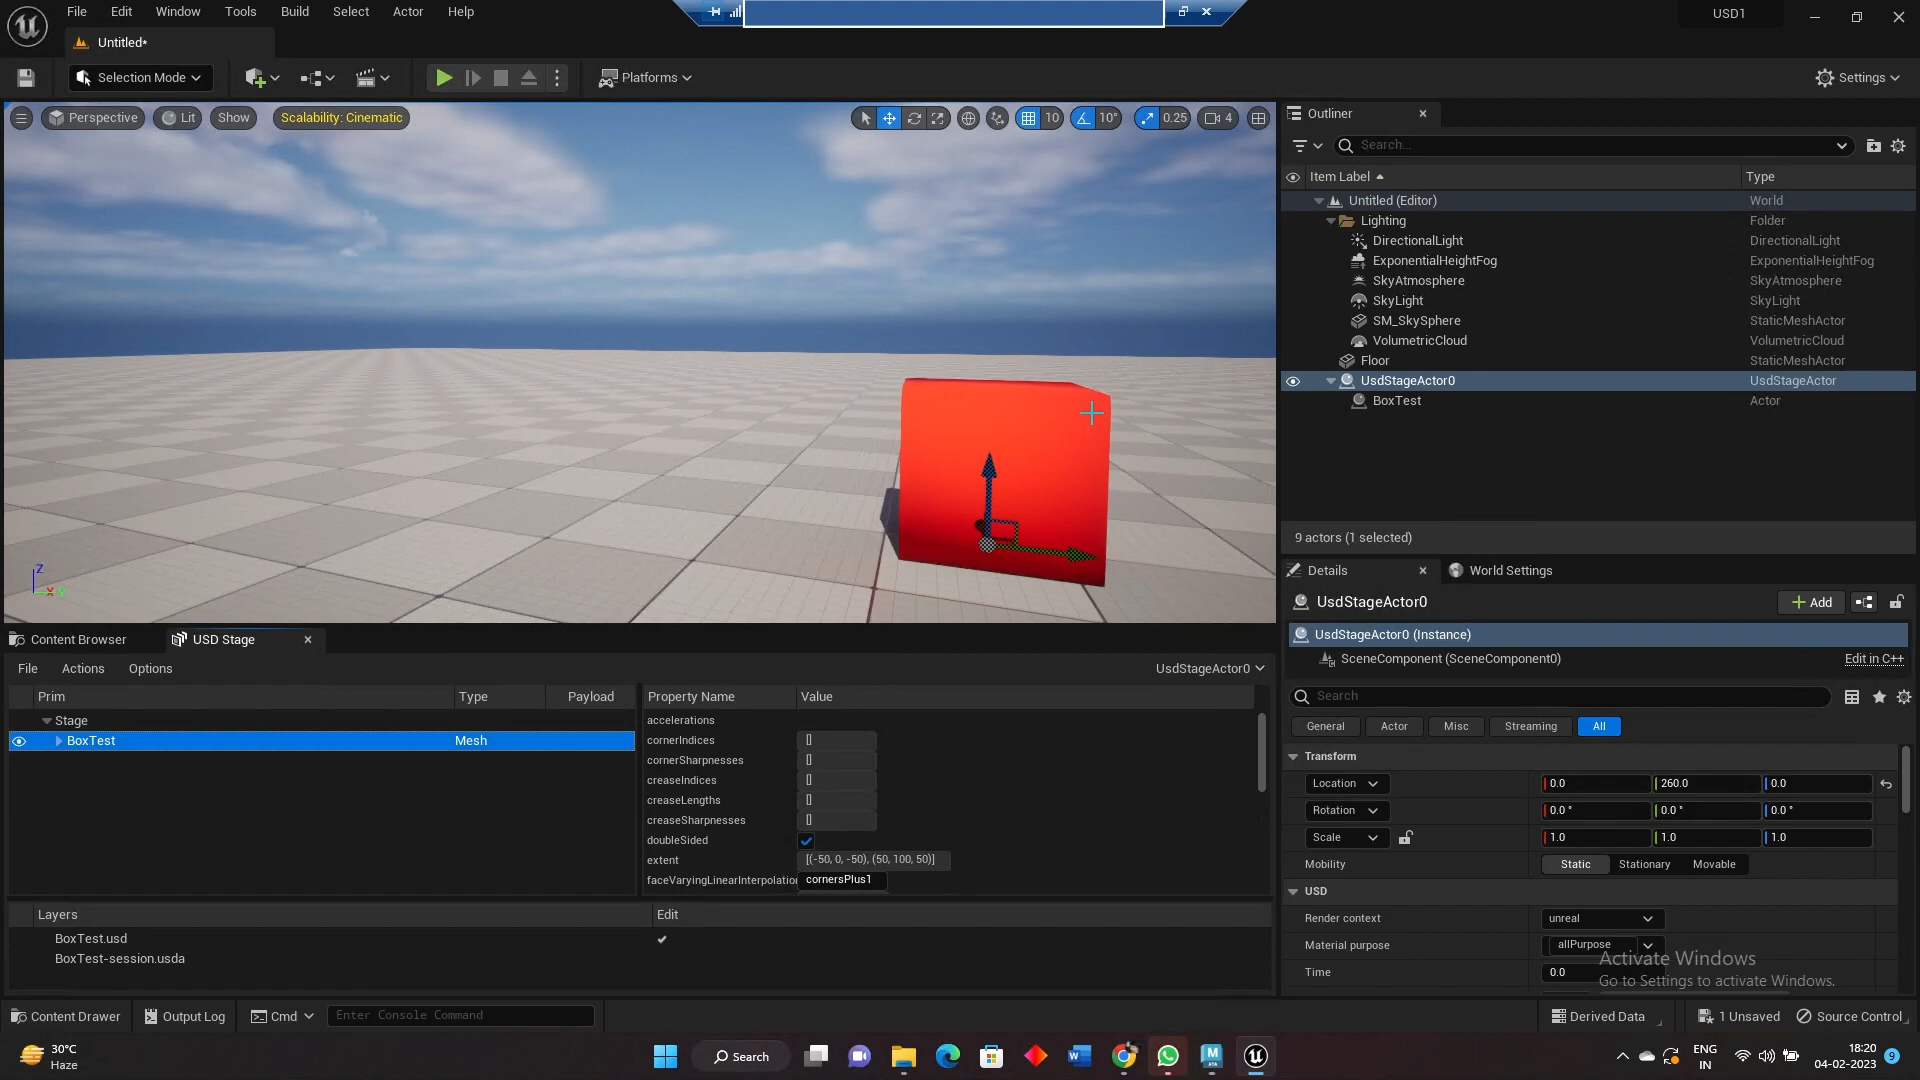 File Edit Window Tools Build Select Actor Help
USD1
Untitled*
Selection Mode
Platforms
Settings
Perspective Lit Show Scalability: Cinematic
10 10° 0.25 4
Z
X Y
Outliner
Search...
Item Label Type
Untitled (Editor) World
Lighting Folder
DirectionalLight DirectionalLight
ExponentialHeightFog ExponentialHeightFog
SkyAtmosphere SkyAtmosphere
SkyLight SkyLight
SM_SkySphere StaticMeshActor
VolumetricCloud VolumetricCloud
Floor StaticMeshActor
UsdStageActor0 UsdStageActor
BoxTest Actor
9 actors (1 selected)
Details World Settings
UsdStageActor0
Add
UsdStageActor0 (Instance)
SceneComponent (SceneComponent0) Edit in C++
Search
General Actor Misc Streaming All
Transform
Location 0.0 260.0 0.0
Rotation 0.0 ° 0.0 ° 0.0 °
Scale 1.0 1.0 1.0
Mobility Static Stationary Movable
USD
Render context unreal
Material purpose allPurpose
Time 0.0
Activate Windows
Go to Settings to activate Windows.
Content Browser USD Stage
File Actions Options UsdStageActor0
Prim Type Payload
Stage
BoxTest Mesh
Property Name Value
accelerations
cornerIndices []
cornerSharpnesses []
creaseIndices []
creaseLengths []
creaseSharpnesses []
doubleSided
extent [(-50, 0, -50), (50, 100, 50)]
faceVaryingLinearInterpolation cornersPlus1
Layers Edit
BoxTest.usd
BoxTest-session.usda
Content Drawer Output Log Cmd Enter Console Command
Derived Data 1 Unsaved Source Control
30°C
Haze
Search
ENG
IN
18:20
04-02-2023
9